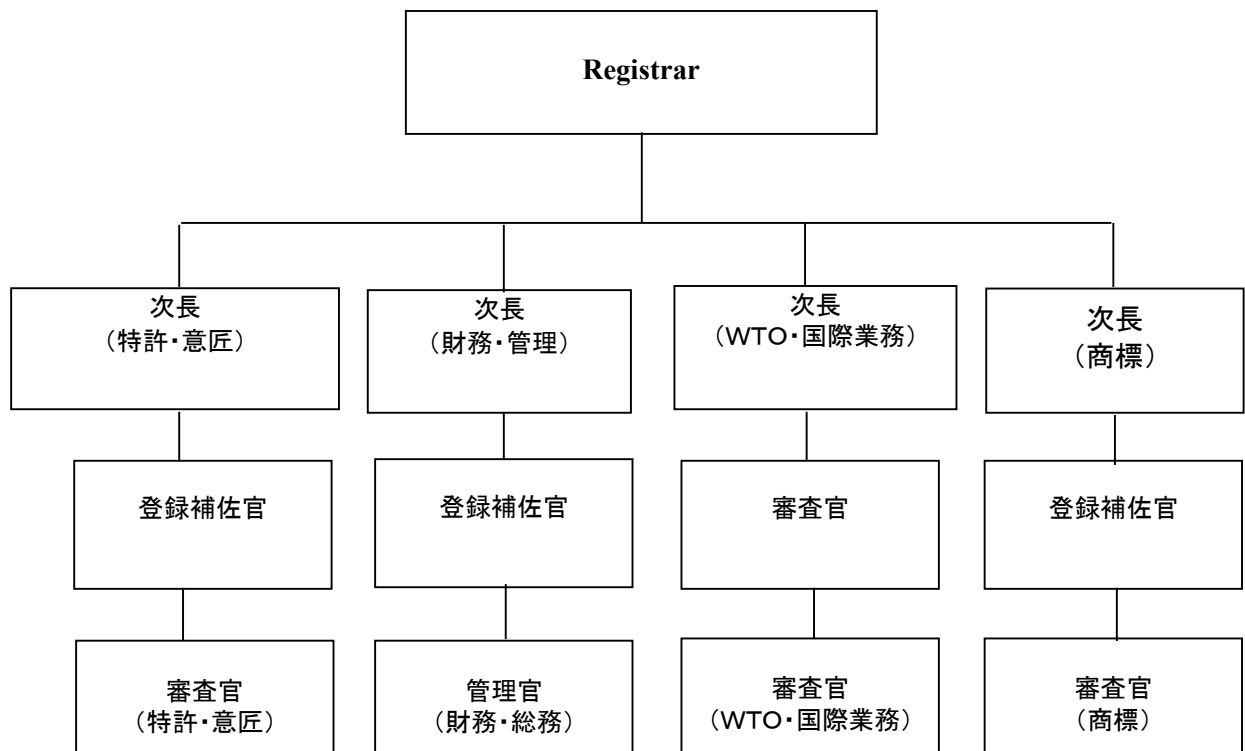 Registrar
次長
(特許・意匠)
次長
(財務・管理)
次長
(WTO・国際業務)
次長
(商標)
登録補佐官
登録補佐官
審査官
登録補佐官
審査官
(特許・意匠)
管理官
(財務・総務)
審査官
(WTO・国際業務)
審査官
(商標)